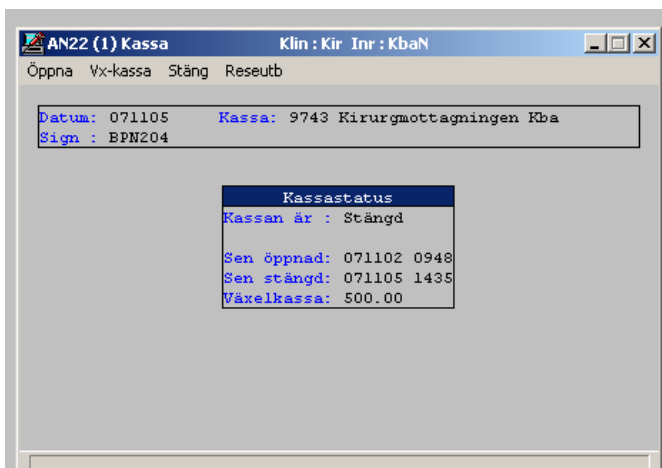 AN22 (1) Kassa Klin : Kir Inr : KbaN
Öppna Vx-kassa Stäng Reseutb
Datum: 071105 Kassa: 9743 Kirurgmottagningen Kba
Sign : BPN204
Kassastatus
Kassan är : Stängd
Sen öppnad: 071102 0948
Sen stängd: 071105 1435
Växelkassa: 500.00